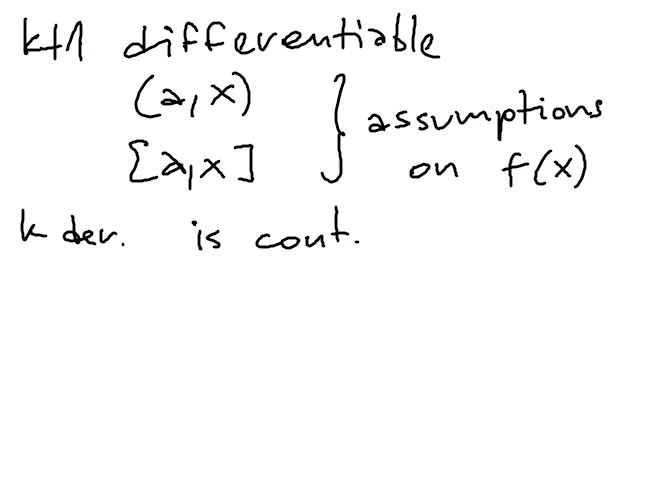 k+1 differentiable
(a,x) } assumptions
[a,x] on f(x)
k der. is cont.